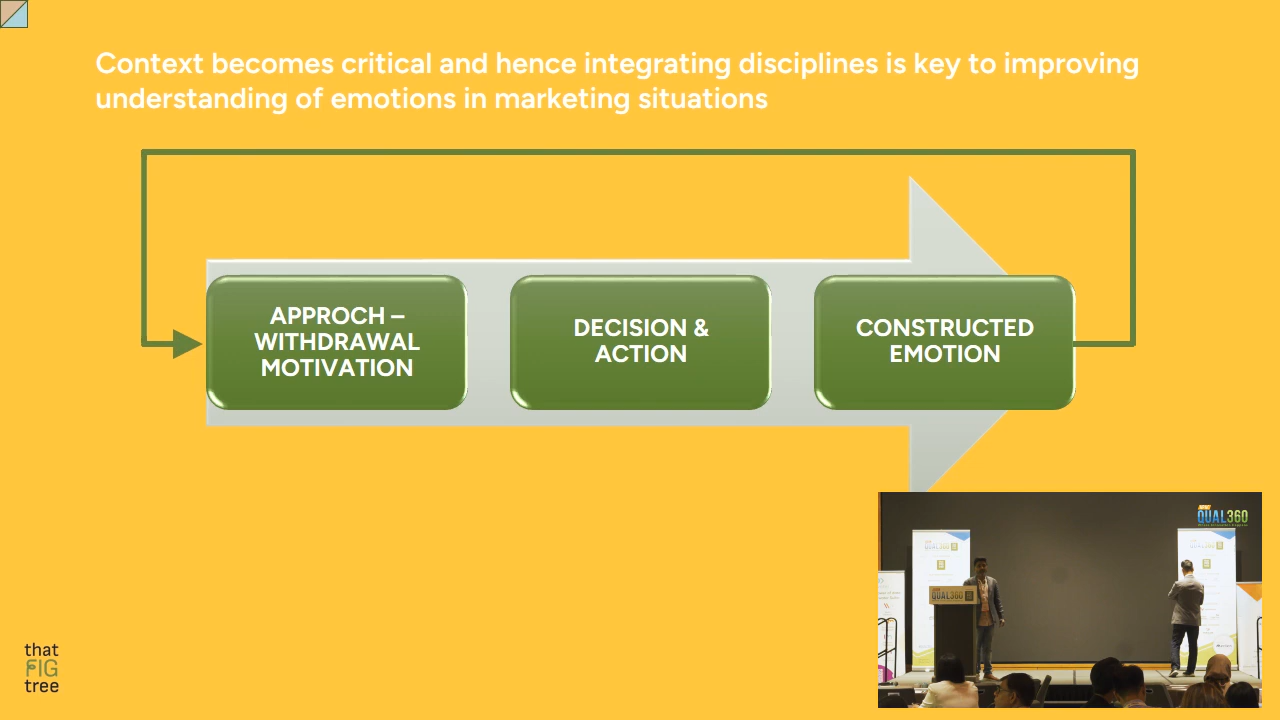 Context becomes critical and hence integrating disciplines is key to improving
understanding of emotions in marketing situations
APPROCH –
WITHDRAWAL
MOTIVATION
DECISION &
ACTION
CONSTRUCTED
EMOTION
QUAL360
QUAL360
QUAL360
that
FIG
tree